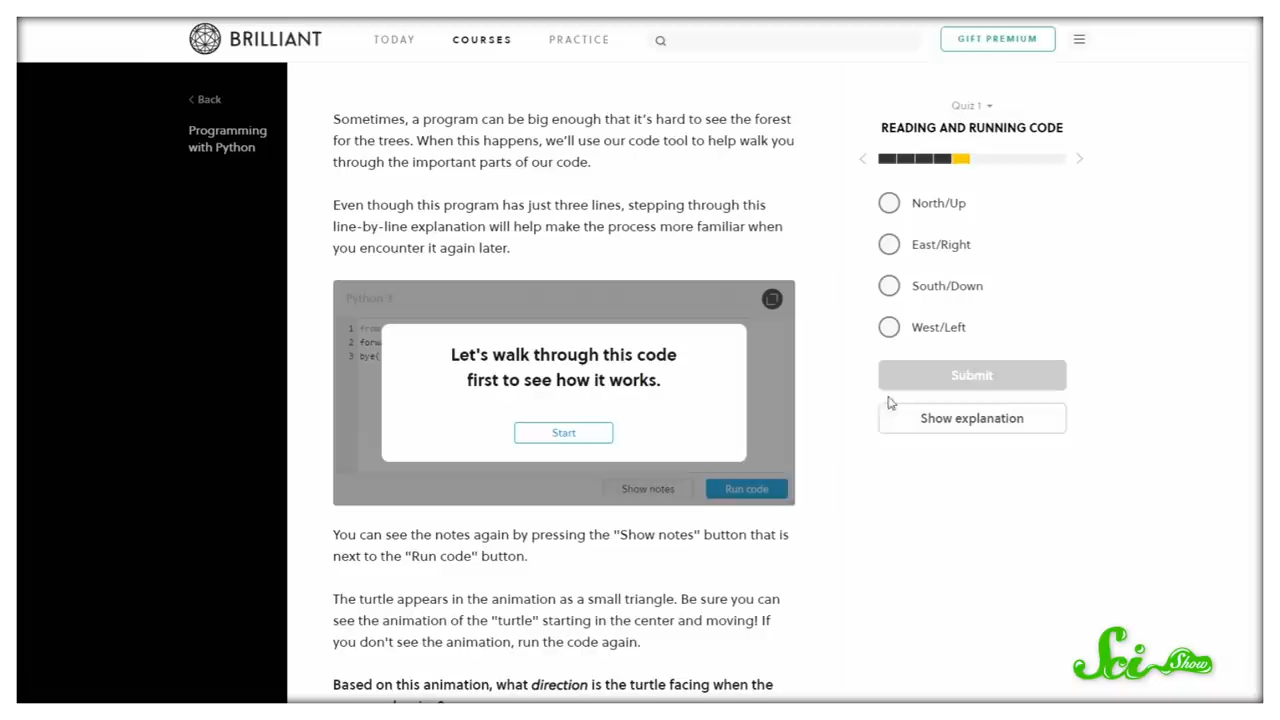 BRILLIANT
TODAY
COURSES
PRACTICE
GIFT PREMIUM
Back
Programming
with Python
Sometimes, a program can be big enough that it's hard to see the forest
for the trees. When this happens, we'll use our code tool to help walk you
through the important parts of our code.
Even though this program has just three lines, stepping through this
line-by-line explanation will help make the process more familiar when
you encounter it again later.
Python 3
1 from
2 forw
3 bye(
Let's walk through this code
first to see how it works.
Start
Show notes
Run code
You can see the notes again by pressing the "Show notes" button that is
next to the "Run code" button.
The turtle appears in the animation as a small triangle. Be sure you can
see the animation of the "turtle" starting in the center and moving! If
you don't see the animation, run the code again.
Based on this animation, what direction is the turtle facing when the
Quiz 1
READING AND RUNNING CODE
North/Up
East/Right
South/Down
West/Left
Submit
Show explanation
Sci Show